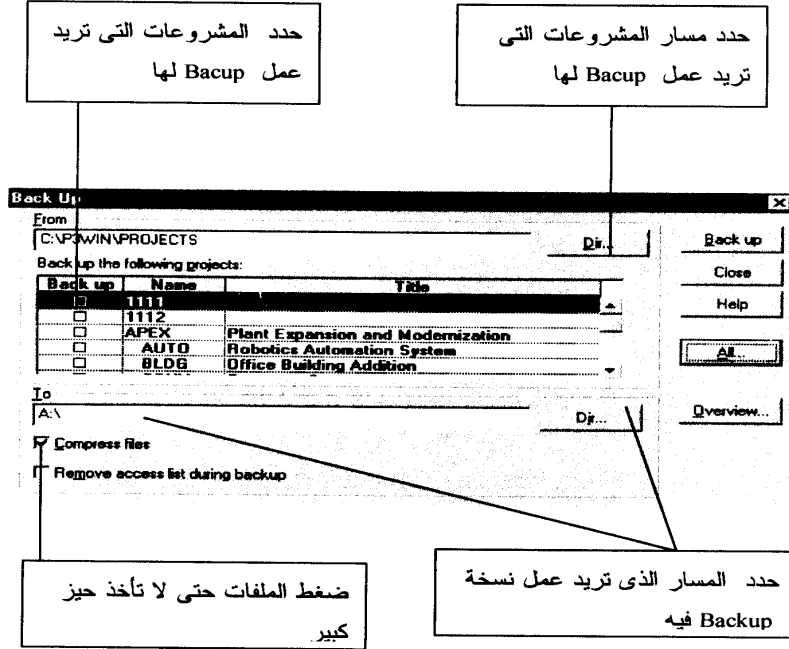 حدد المشروعات التى تريد
عمل Bacup لها
حدد مسار المشروعات التى
تريد عمل Bacup لها
Back Up
From
C:\P3WIN\PROJECTS
Dir...
Back up
Back up the following projects:
Close
Back up Name Title
1111
Help
1112
APEX Plant Expansion and Modernization
AUTO Robotics Automation System
All...
BLDG Office Building Addition
To
A:\
Dir...
Overview...
Compress files
Remove access list during backup
ضغط الملفات حتى لا تأخذ حيز
كبير
حدد المسار الذى تريد عمل نسخة
Backup فيه